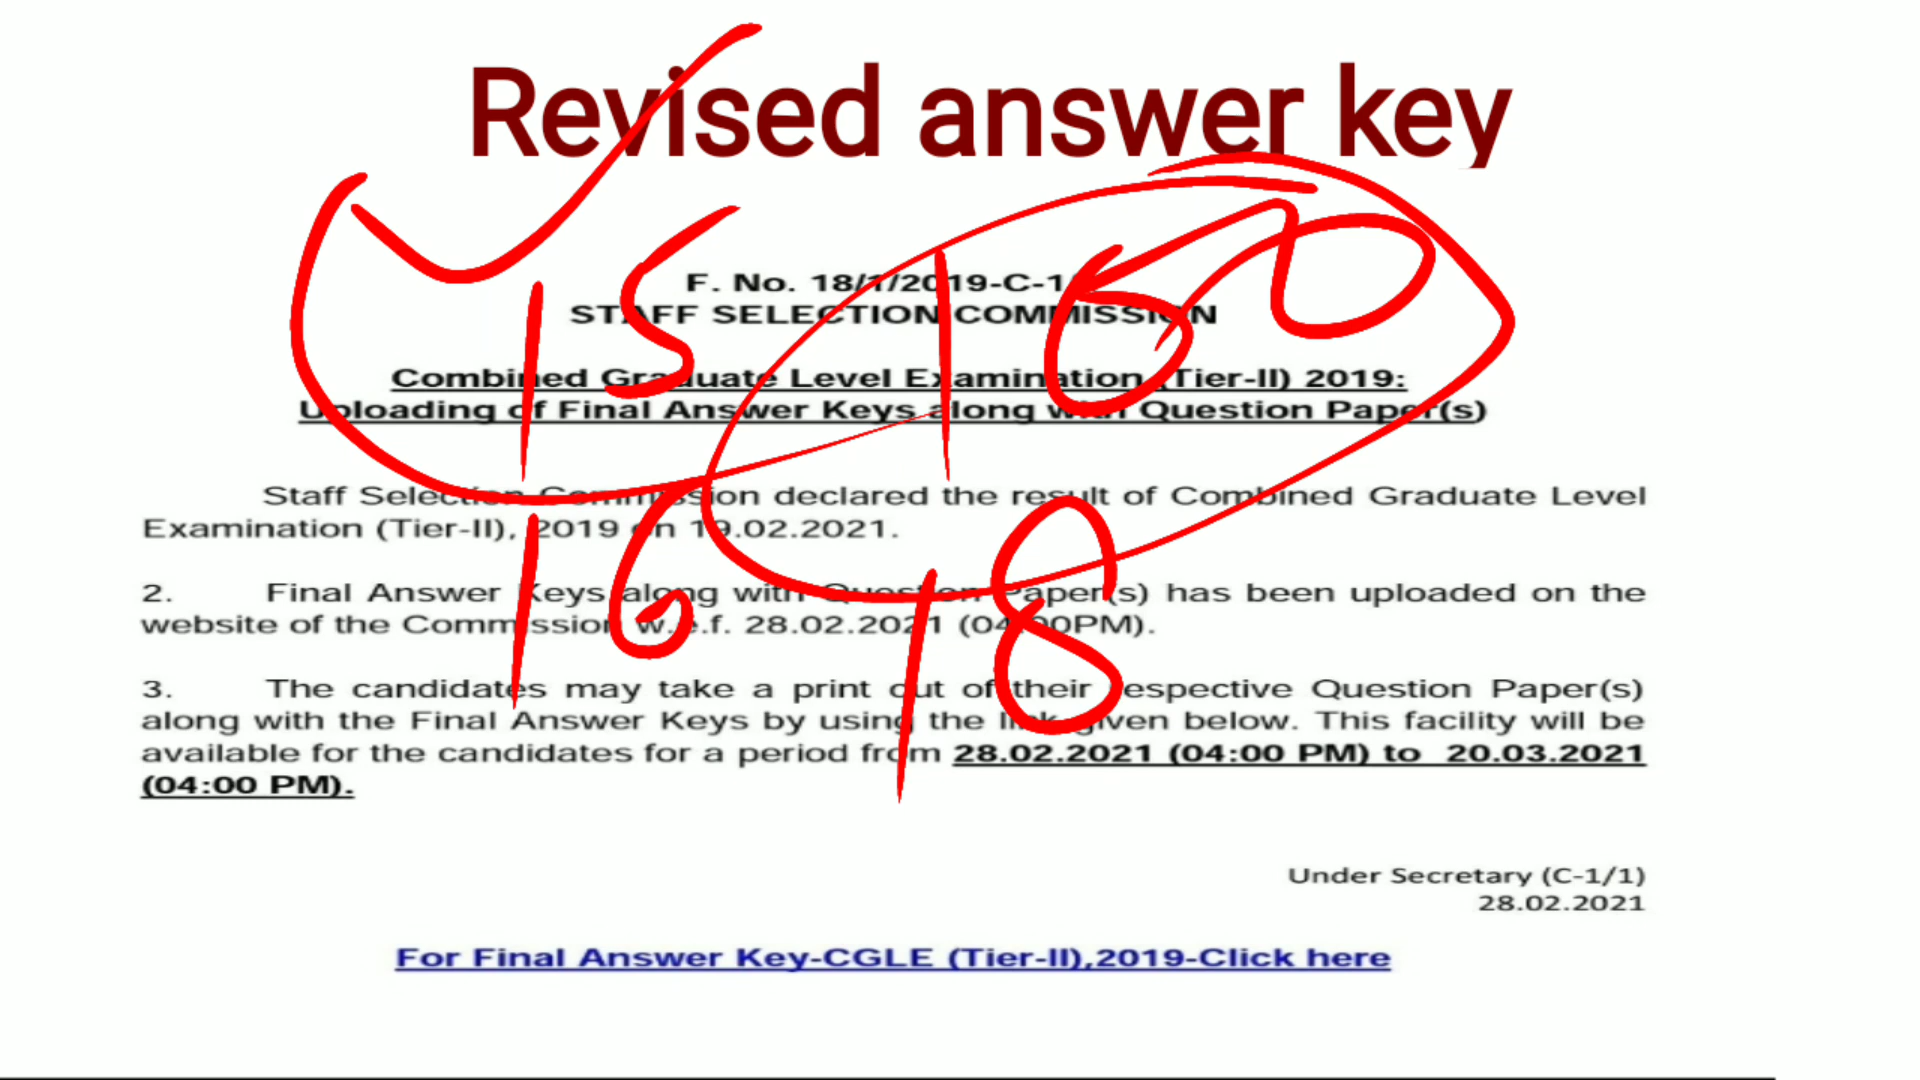 Revised answer key
F. No. 18/1/2019-C-1
STAFF SELECTION COMMISSION
Combined Graduate Level Examination (Tier-II) 2019:
Uploading of Final Answer Keys along with Question Paper(s)
15
16
18
Staff Selection Commission declared the result of Combined Graduate Level
Examination (Tier-II), 2019 on 19.02.2021.
2. Final Answer Keys along with Question Paper(s) has been uploaded on the
website of the Commission w.e.f. 28.02.2021 (04:00PM).
3. The candidates may take a print out of their respective Question Paper(s)
along with the Final Answer Keys by using the link given below. This facility will be
available for the candidates for a period from 28.02.2021 (04:00 PM) to 20.03.2021
(04:00 PM).
Under Secretary (C-1/1)
28.02.2021
For Final Answer Key-CGLE (Tier-II),2019-Click here